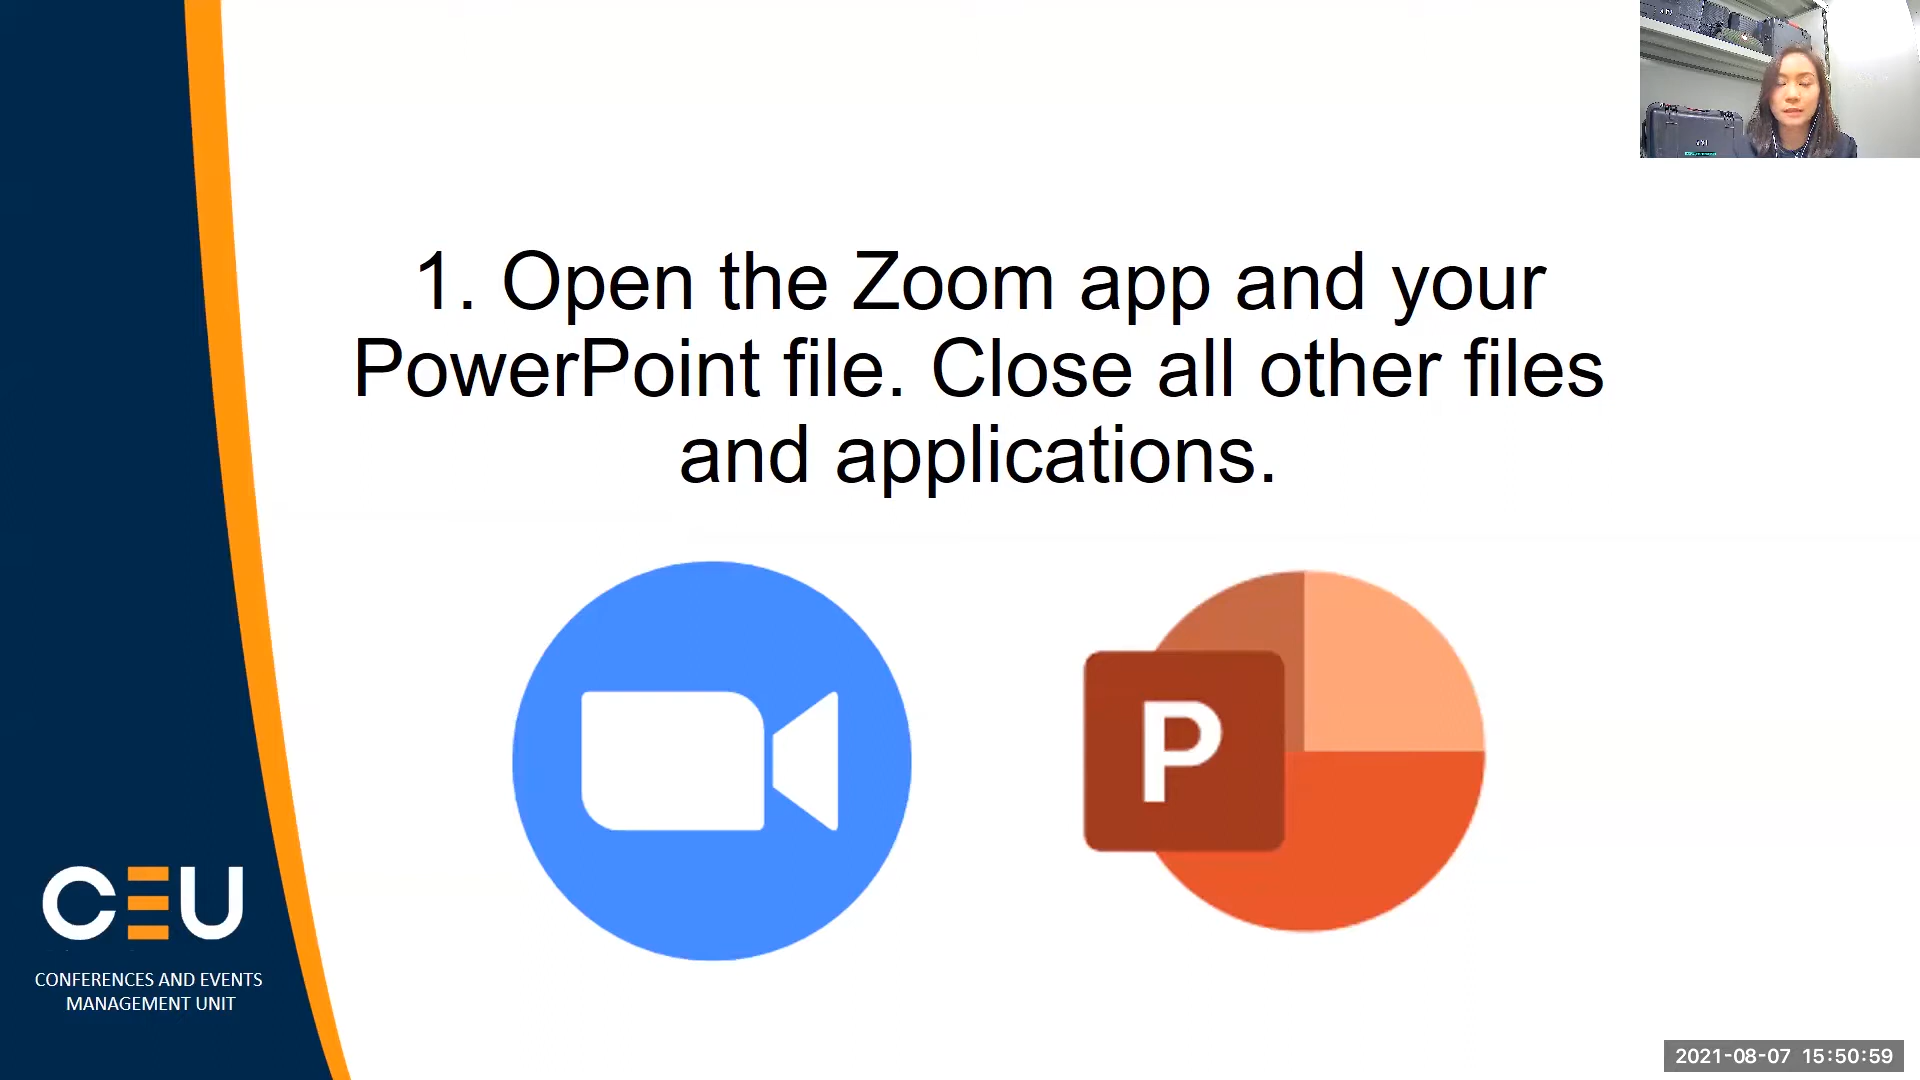 1. Open the Zoom app and your
PowerPoint file. Close all other files
and applications.
P
CEU
CONFERENCES AND EVENTS
MANAGEMENT UNIT
2021-08-07 15:50:59